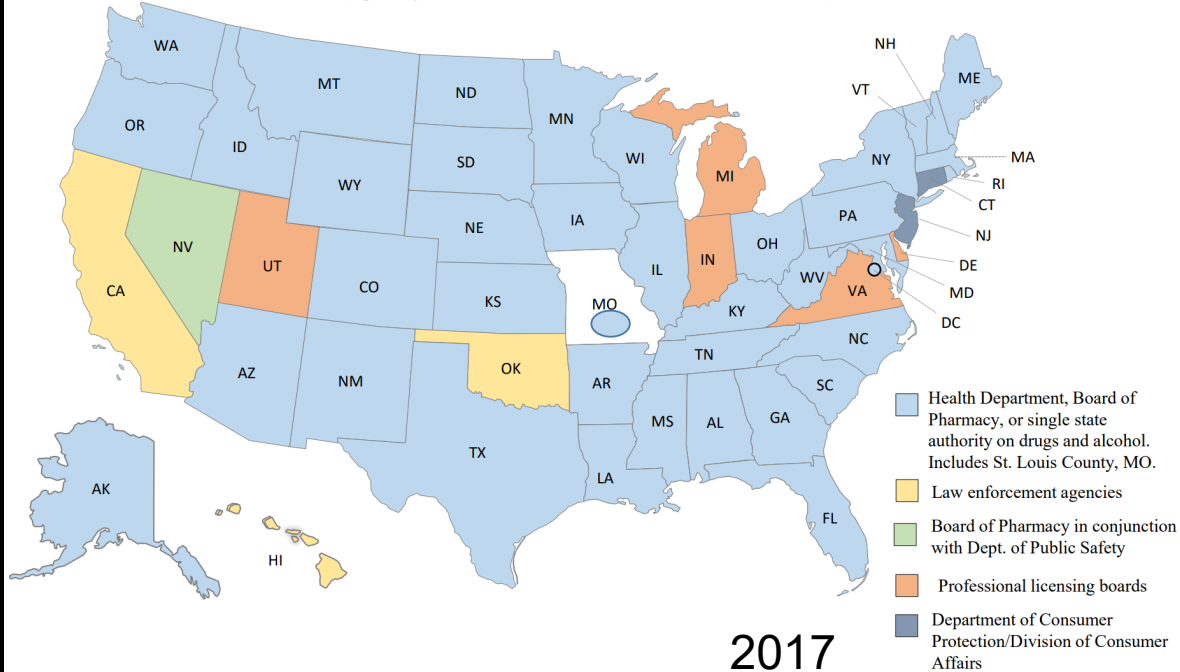 WA
MT
ND
MN
OR
ID
SD
WI
WY
MI
NH
VT
ME
NY
MA
RI
CT
NJ
DE
MD
DC
NE
IA
PA
NV
UT
CO
KS
MO
IL
IN
OH
WV
VA
KY
CA
AZ
NM
OK
AR
TN
NC
SC
MS
AL
GA
TX
LA
FL
AK
HI
Health Department, Board of
Pharmacy, or single state
authority on drugs and alcohol.
Includes St. Louis County, MO.
Law enforcement agencies
Board of Pharmacy in conjunction
with Dept. of Public Safety
Professional licensing boards
Department of Consumer
Protection/Division of Consumer
Affairs
2017